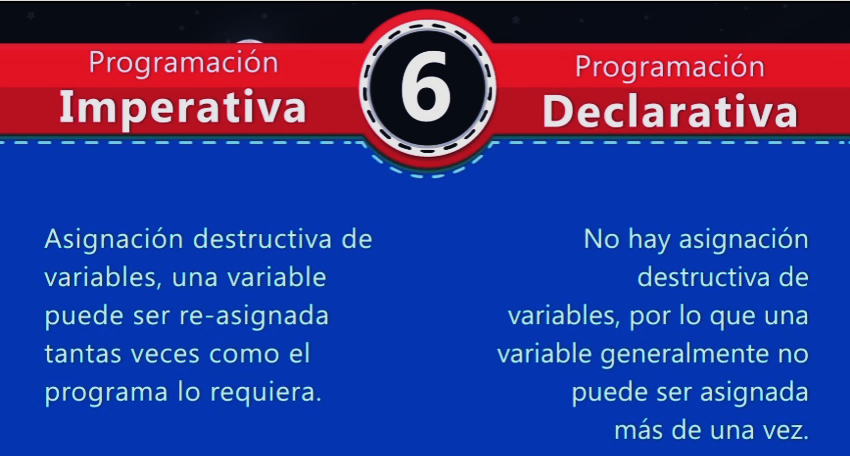 Programación
Imperativa
6
Programación
Declarativa
Asignación destructiva de
variables, una variable
puede ser re-asignada
tantas veces como el
programa lo requiera.
No hay asignación
destructiva de
variables, por lo que una
variable generalmente no
puede ser asignada
más de una vez.